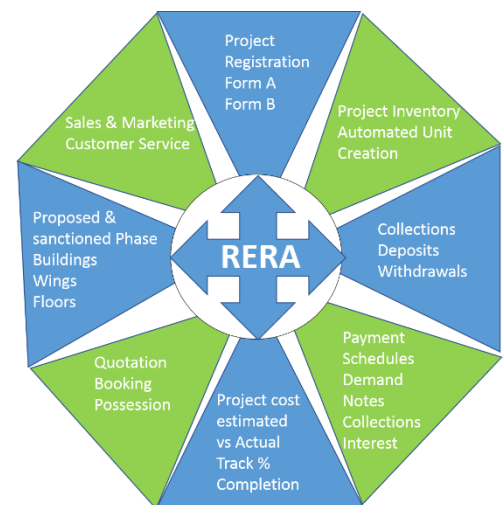 Project
Registration
Form A
Form B
Project Inventory
Automated Unit
Creation
Collections
Deposits
Withdrawals
Payment
Schedules
Demand
Notes
Collections
Interest
Project cost
estimated
vs Actual
Track %
Completion
Quotation
Booking
Possession
Proposed &
sanctioned Phase
Buildings
Wings
Floors
Sales & Marketing
Customer Service
RERA